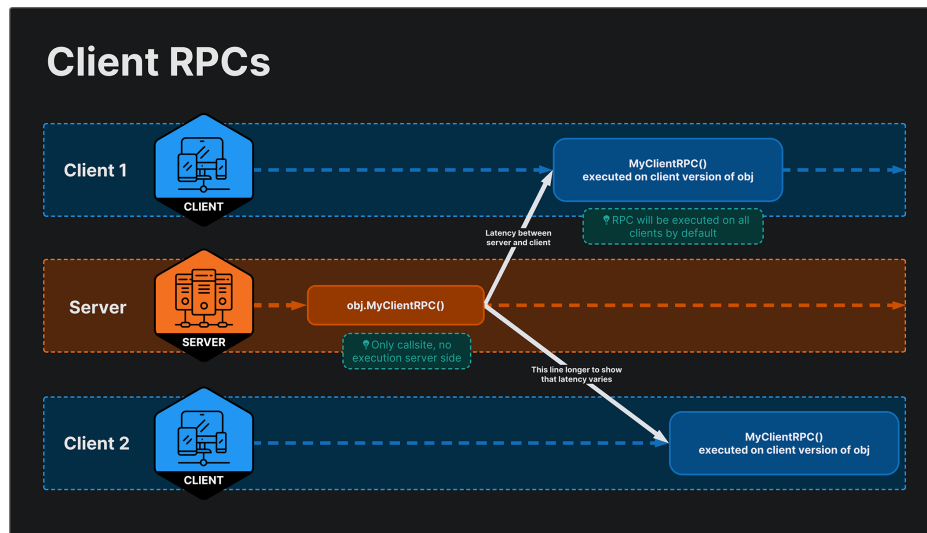 Client RPCs
Client 1
CLIENT
MyClientRPC()
executed on client version of obj
RPC will be executed on all
clients by default
Latency between
server and client
Server
SERVER
obj.MyClientRPC()
Only callsite, no
execution server side
This line longer to show
that latency varies
Client 2
CLIENT
MyClientRPC()
executed on client version of obj